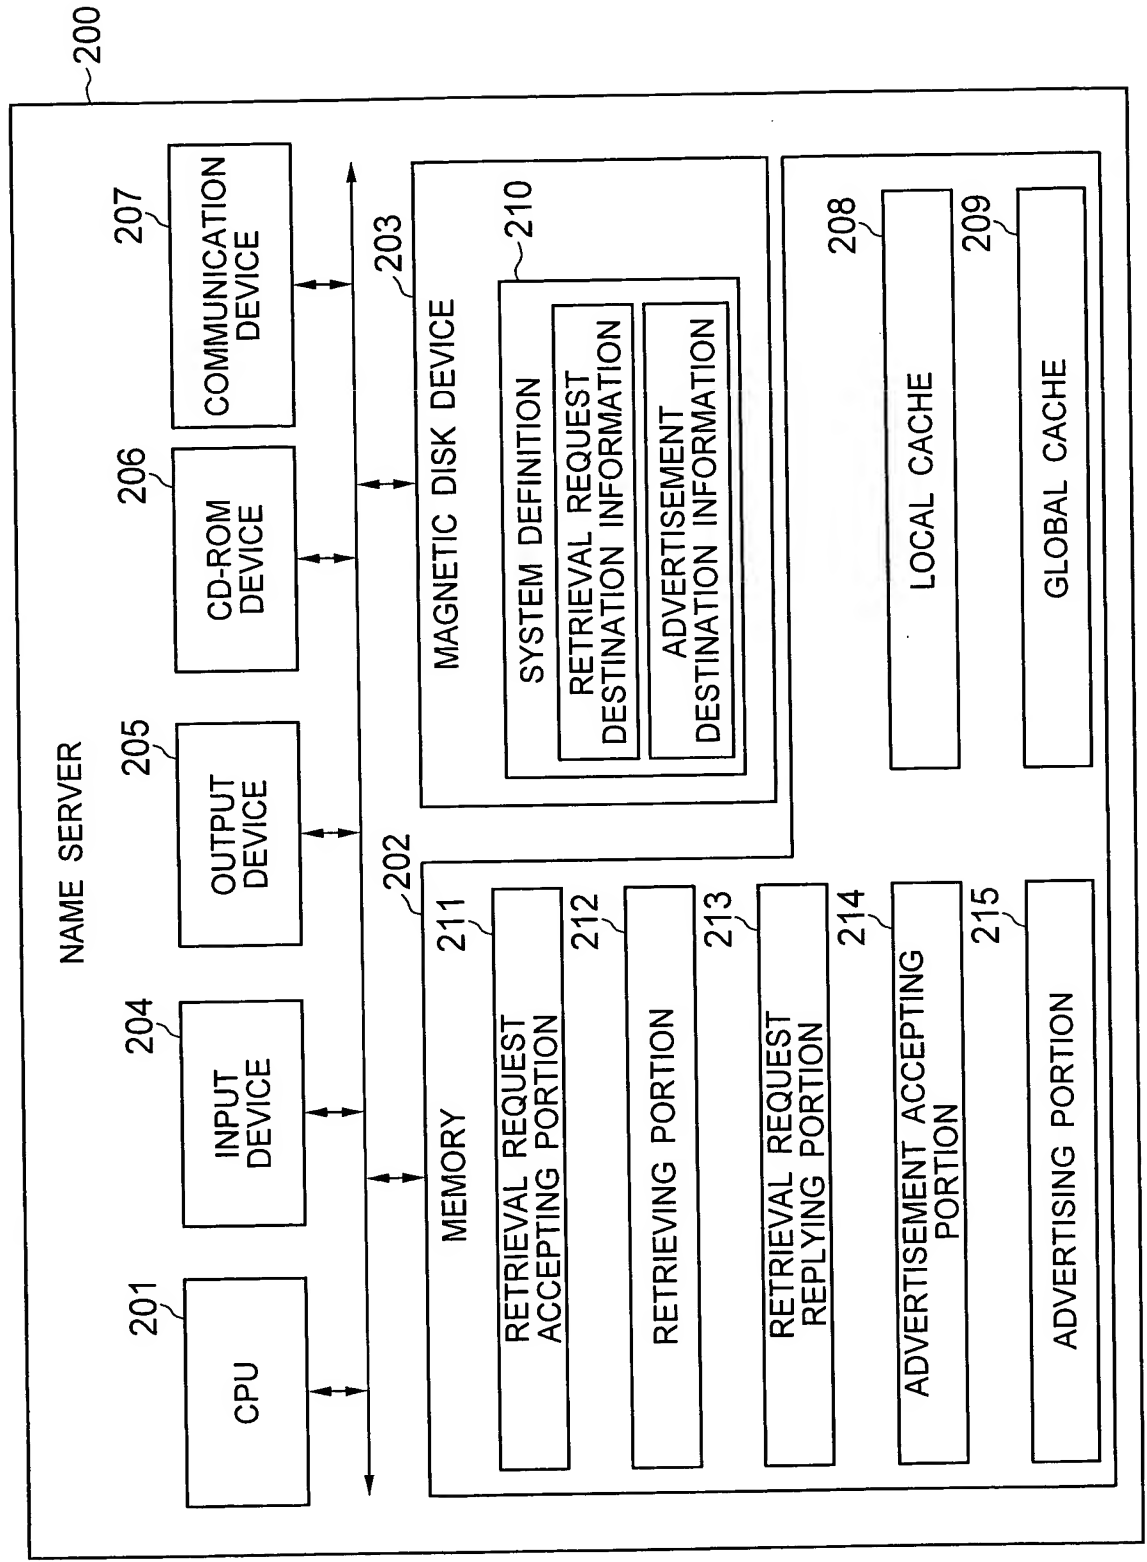 200
NAME SERVER
201
CPU
204
INPUT
DEVICE
205
OUTPUT
DEVICE
206
CD-ROM
DEVICE
207
COMMUNICATION
DEVICE
202
MEMORY
211
RETRIEVAL REQUEST
ACCEPTING PORTION
212
RETRIEVING PORTION
213
RETRIEVAL REQUEST
REPLYING PORTION
214
ADVERTISEMENT ACCEPTING
PORTION
215
ADVERTISING PORTION
203
MAGNETIC DISK DEVICE
210
SYSTEM DEFINITION
RETRIEVAL REQUEST
DESTINATION INFORMATION
ADVERTISEMENT
DESTINATION INFORMATION
208
LOCAL CACHE
209
GLOBAL CACHE